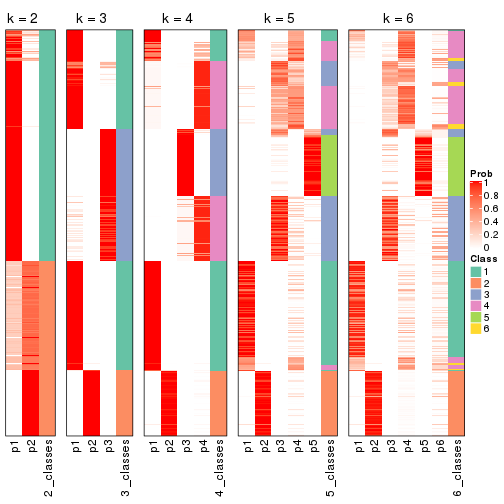 k = 2
k = 3
k = 4
k = 5
k = 6
p1
p2
2_classes
p1
p2
p3
3_classes
p1
p2
p3
p4
4_classes
p1
p2
p3
p4
p5
5_classes
p1
p2
p3
p4
p5
p6
6_classes
Prob
1
0.8
0.6
0.4
0.2
0
Class
1
2
3
4
5
6